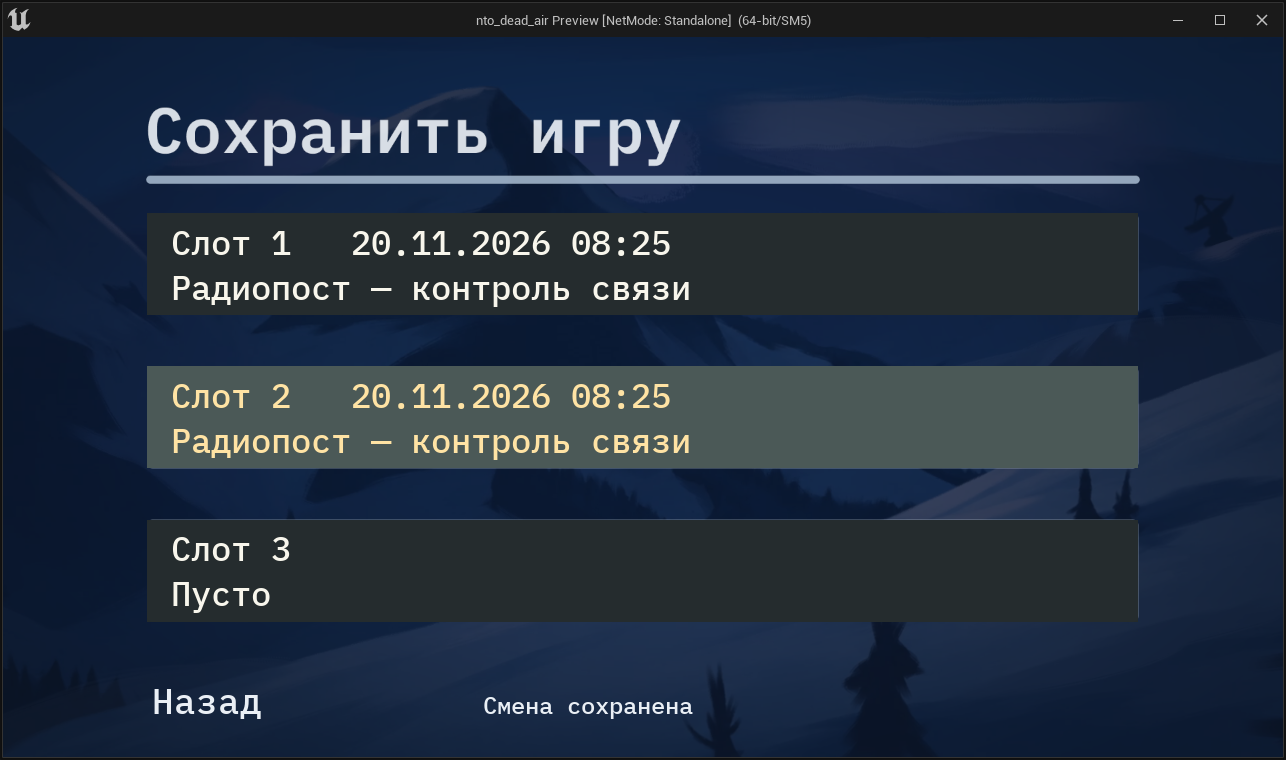 nto_dead_air Preview [NetMode: Standalone] (64-bit/SM5)
Сохранить игру
Слот 1 20.11.2026 08:25
Радиопост — контроль связи
Слот 2 20.11.2026 08:25
Радиопост — контроль связи
Слот 3
Пусто
Назад Смена сохранена